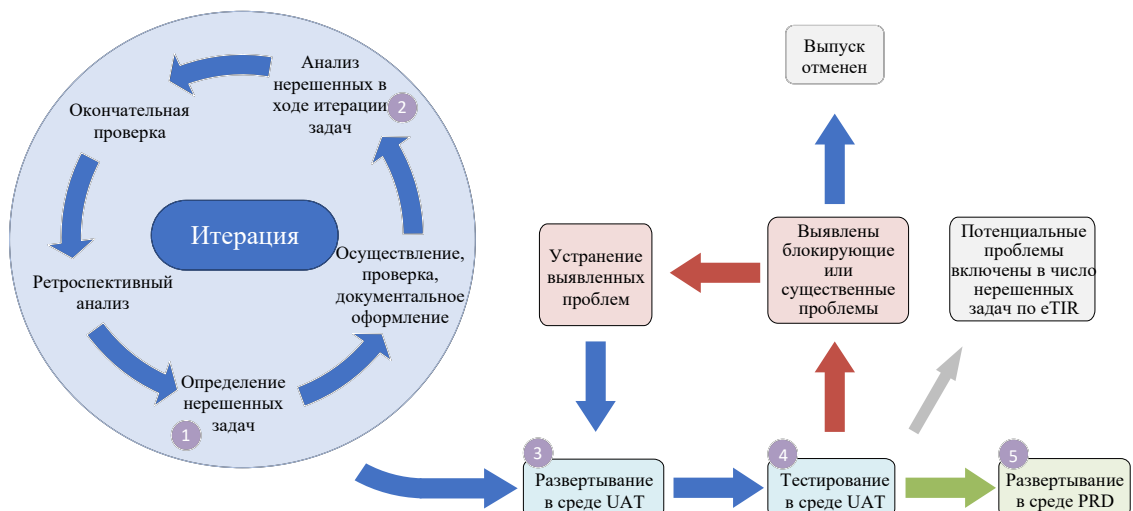 Анализ
нерешенных в
ходе итерации
задач
2
Окончательная
проверка
Итерация
Ретроспективный
анализ
Осуществление,
проверка,
документальное
оформление
Определение
нерешенных
задач
1
Выпуск
отменен
Устранение
выявленных
проблем
Выявлены
блокирующие
или
существенные
проблемы
Потенциальные
проблемы
включены в число
нерешенных
задач по eTIR
3
Развертывание
в среде UAT
4
Тестирование
в среде UAT
5
Развертывание
в среде PRD